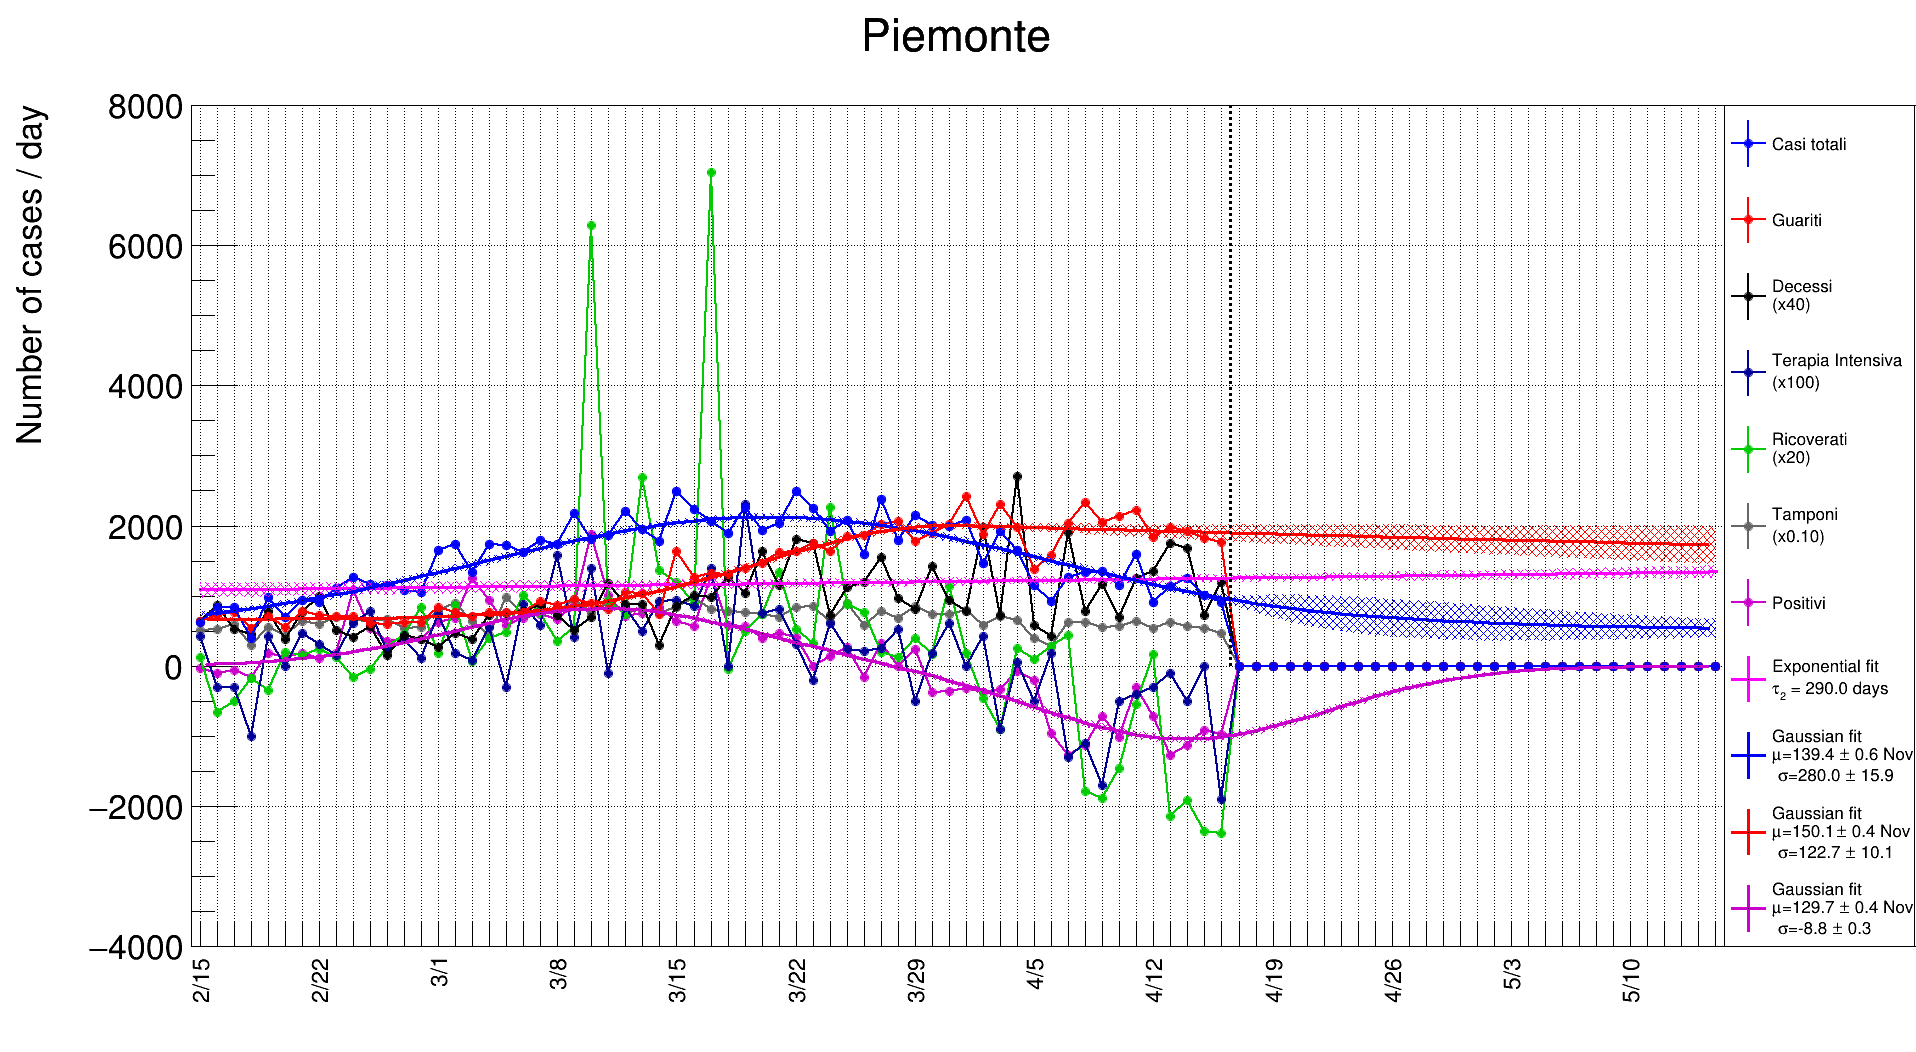 Piemonte
Number of cases / day
8000
6000
4000
2000
0
−2000
−4000
2/15
2/22
3/1
3/8
3/15
3/22
3/29
4/5
4/12
4/19
4/26
5/3
5/10
Casi totali
Guariti
Decessi
(x40)
Terapia Intensiva
(x100)
Ricoverati
(x20)
Tamponi
(x0.10)
Positivi
Exponential fit
τ₂ = 290.0 days
Gaussian fit
μ=139.4 ± 0.6 Nov
σ=280.0 ± 15.9
Gaussian fit
μ=150.1 ± 0.4 Nov
σ=122.7 ± 10.1
Gaussian fit
μ=129.7 ± 0.4 Nov
σ=-8.8 ± 0.3